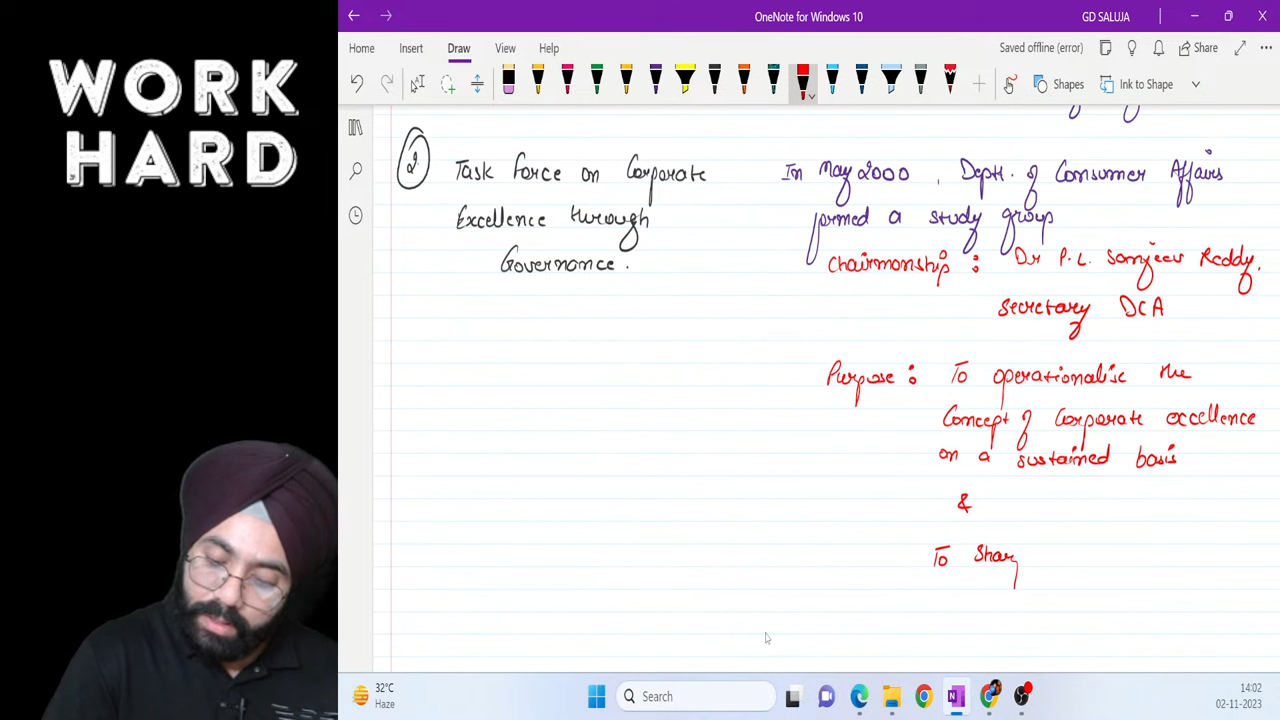 WORK
HARD
OneNote for Windows 10
GD SALUJA
Home
Insert
Draw
View
Help
Saved offline (error)
Share
Shapes
Ink to Shape
2
Task Force on Corporate
Excellence through
Governance.
In May 2000, Deptt. of Consumer Affairs
formed a study group
Chairmanship : Dr P.L. Sanjeev Reddy.
Secretary DCA
Purpose : To operationalise the
Concept of Corporate excellence
on a sustained basis
&
To Sharp
32°C
Haze
Search
14:02
02-11-2023